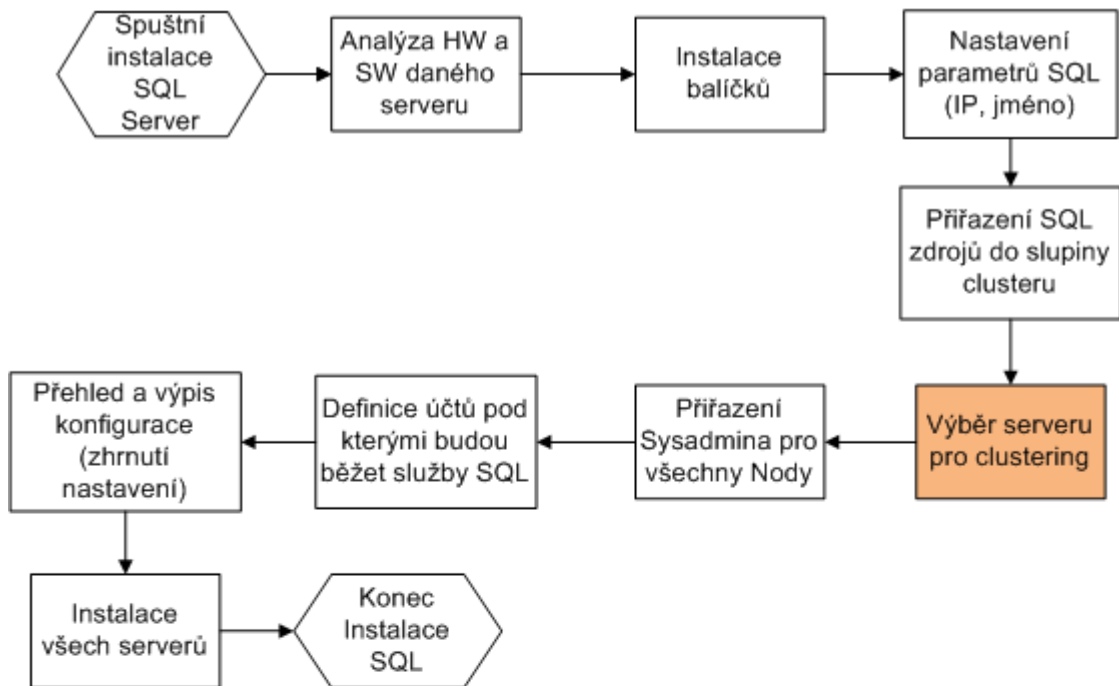 Spuštní
instalace
SQL
Server
Analýza HW a
SW daného
serveru
Instalace
balíčků
Nastavení
parametrů SQL
(IP, jméno)
Přiřazení SQL
zdrojů do slupiny
clusteru
Výběr serveru
pro clustering
Přiřazení
Sysadmina pro
všechny Nody
Definice účtů pod
kterými budou
běžet služby SQL
Přehled a výpis
konfigurace
(zhrnutí
nastavení)
Instalace
všech serverů
Konec
Instalace
SQL